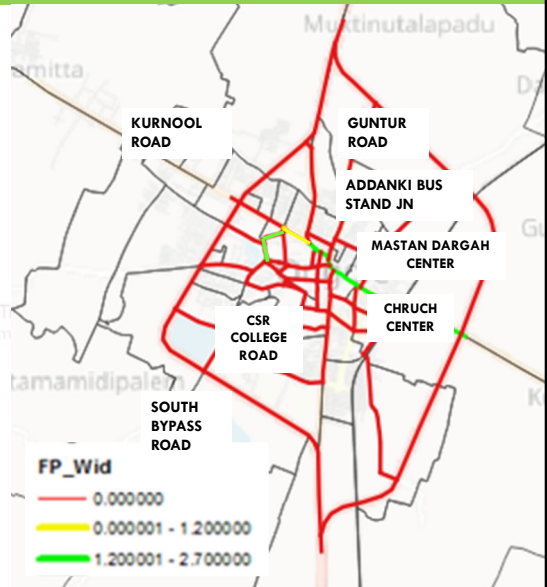 Muktinutalapadu
amitta
KURNOOL
ROAD
GUNTUR
ROAD
ADDANKI BUS
STAND JN
MASTAN DARGAH
CENTER
CHRUCH
CENTER
CSR
COLLEGE
ROAD
tamamidipalem
SOUTH
BYPASS
ROAD
FP_Wid
0.000000
0.000001 - 1.200000
1.200001 - 2.700000